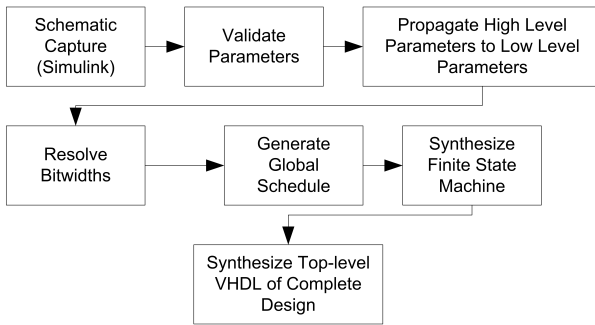 Schematic
Capture
(Simulink)
Validate
Parameters
Propagate High Level
Parameters to Low Level
Parameters
Resolve
Bitwidths
Generate
Global
Schedule
Synthesize
Finite State
Machine
Synthesize Top-level
VHDL of Complete
Design